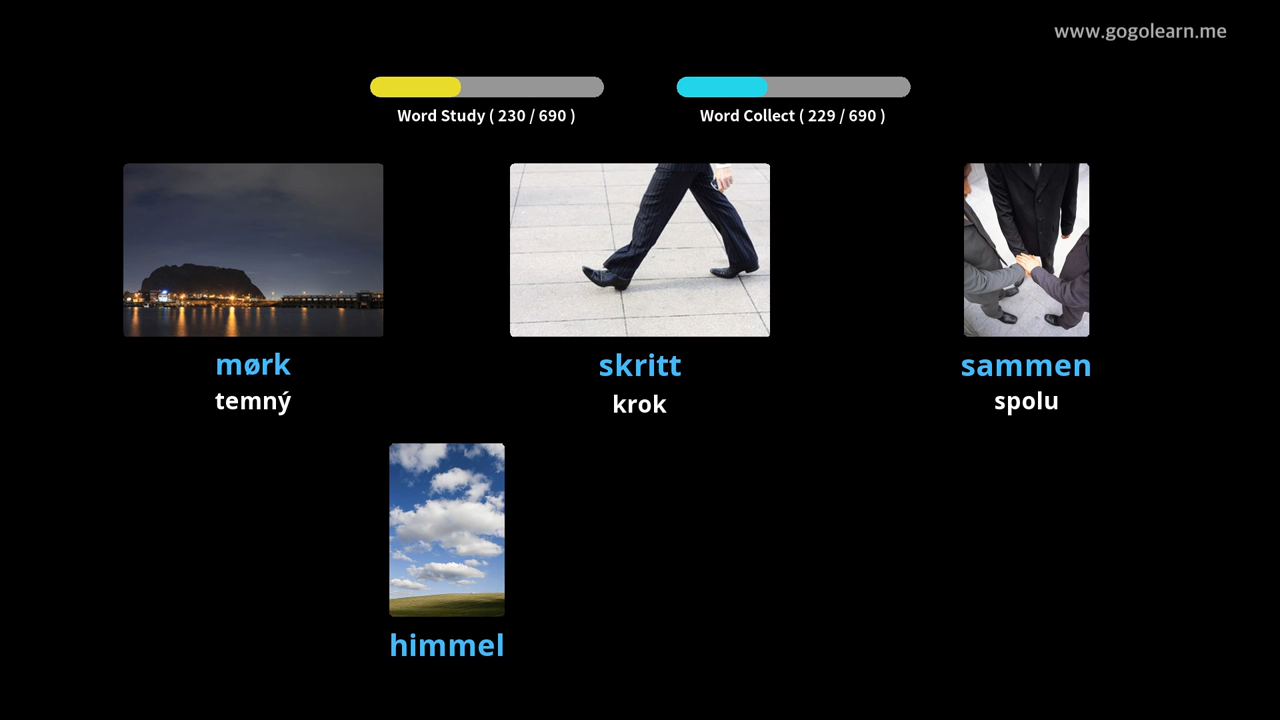 www.gogolearn.me
Word Study ( 230 / 690 )
Word Collect ( 229 / 690 )
mørk
temný
skritt
krok
sammen
spolu
himmel